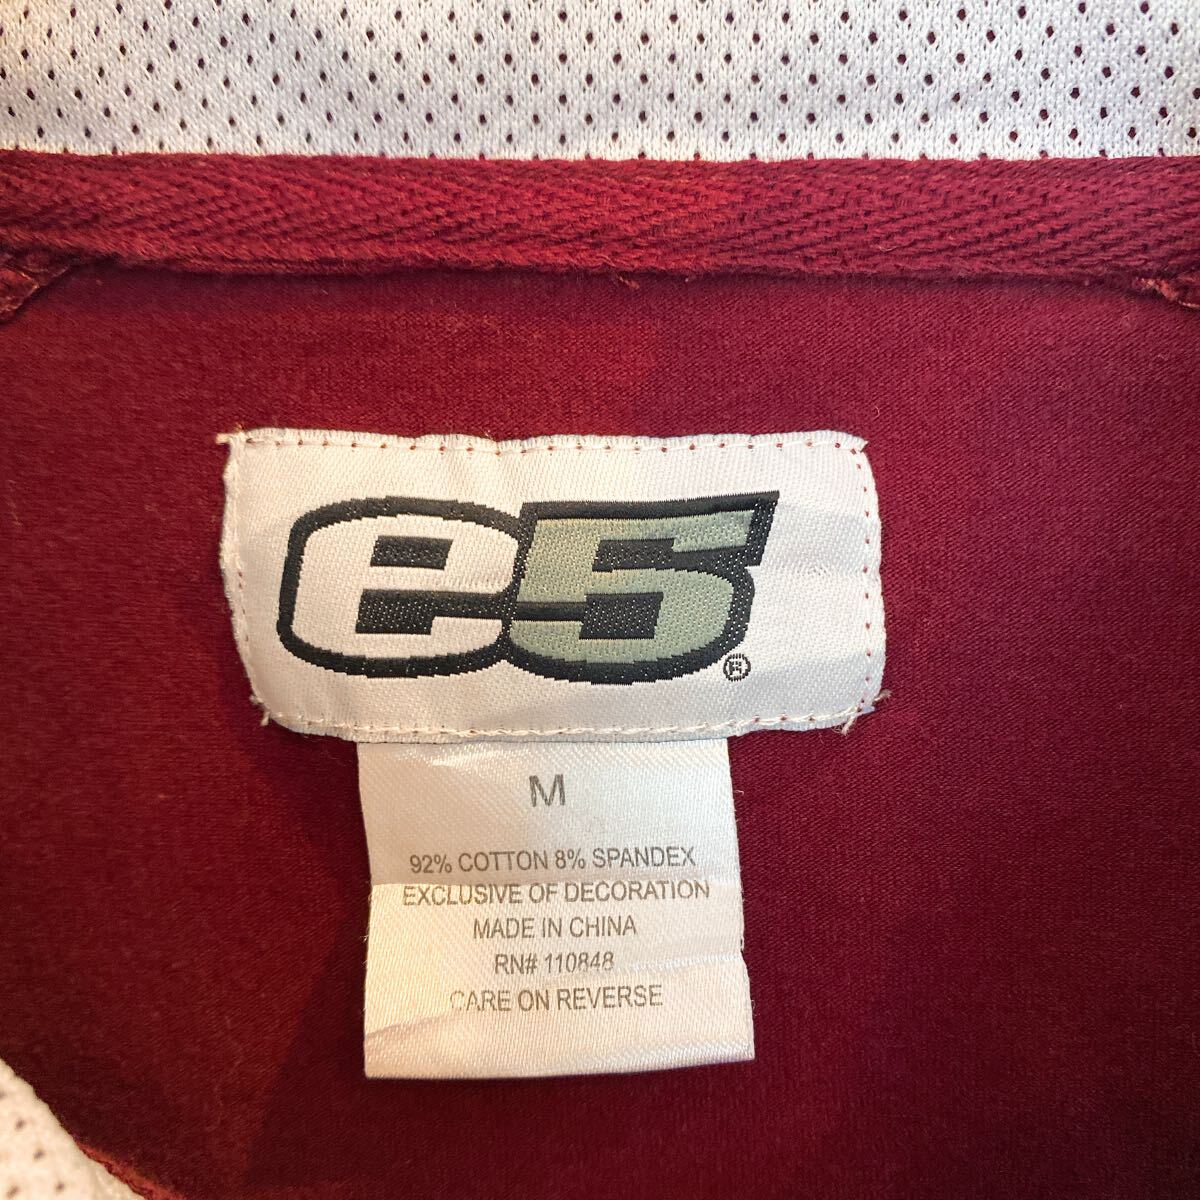 e5®
M
92% COTTON 8% SPANDEX
EXCLUSIVE OF DECORATION
MADE IN CHINA
RN# 110848
CARE ON REVERSE